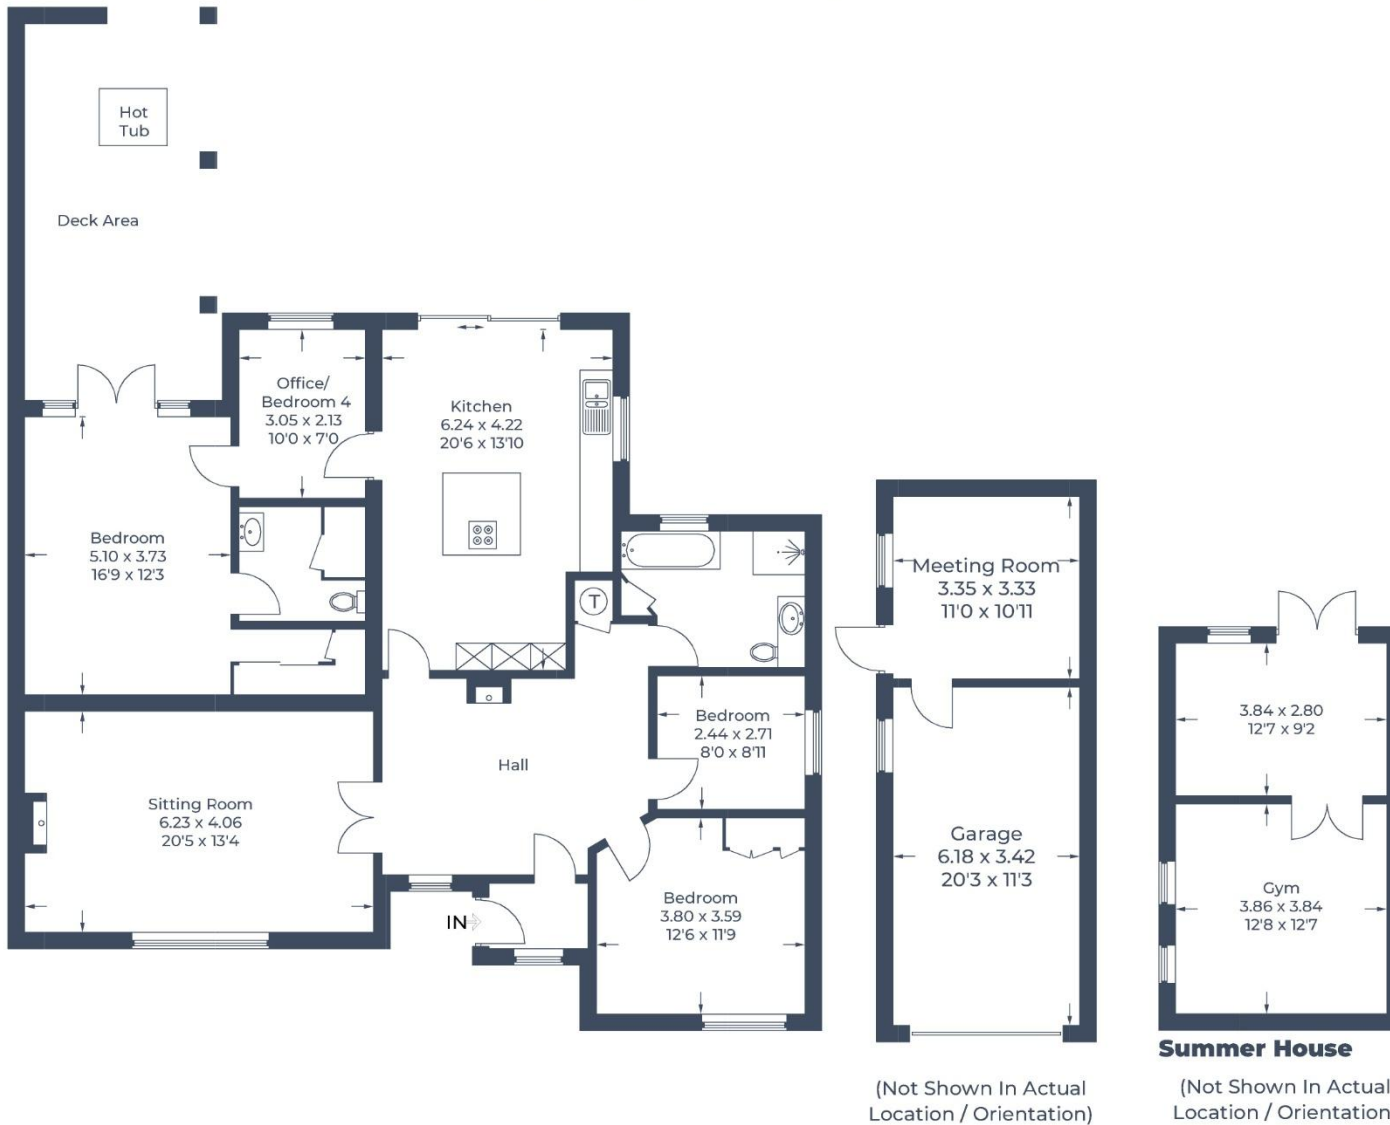 Hot
Tub
Deck Area
Office/
Bedroom 4
3.05 x 2.13
10'0 x 7'0
Kitchen
6.24 x 4.22
20'6 x 13'10
Bedroom
5.10 x 3.73
16'9 x 12'3
T
Meeting Room
3.35 x 3.33
11'0 x 10'11
Bedroom
2.44 x 2.71
8'0 x 8'11
3.84 x 2.80
12'7 x 9'2
Hall
Sitting Room
6.23 x 4.06
20'5 x 13'4
Garage
6.18 x 3.42
20'3 x 11'3
Gym
3.86 x 3.84
12'8 x 12'7
Bedroom
3.80 x 3.59
12'6 x 11'9
IN
Summer House
(Not Shown In Actual
Location / Orientation)
(Not Shown In Actual
Location / Orientation